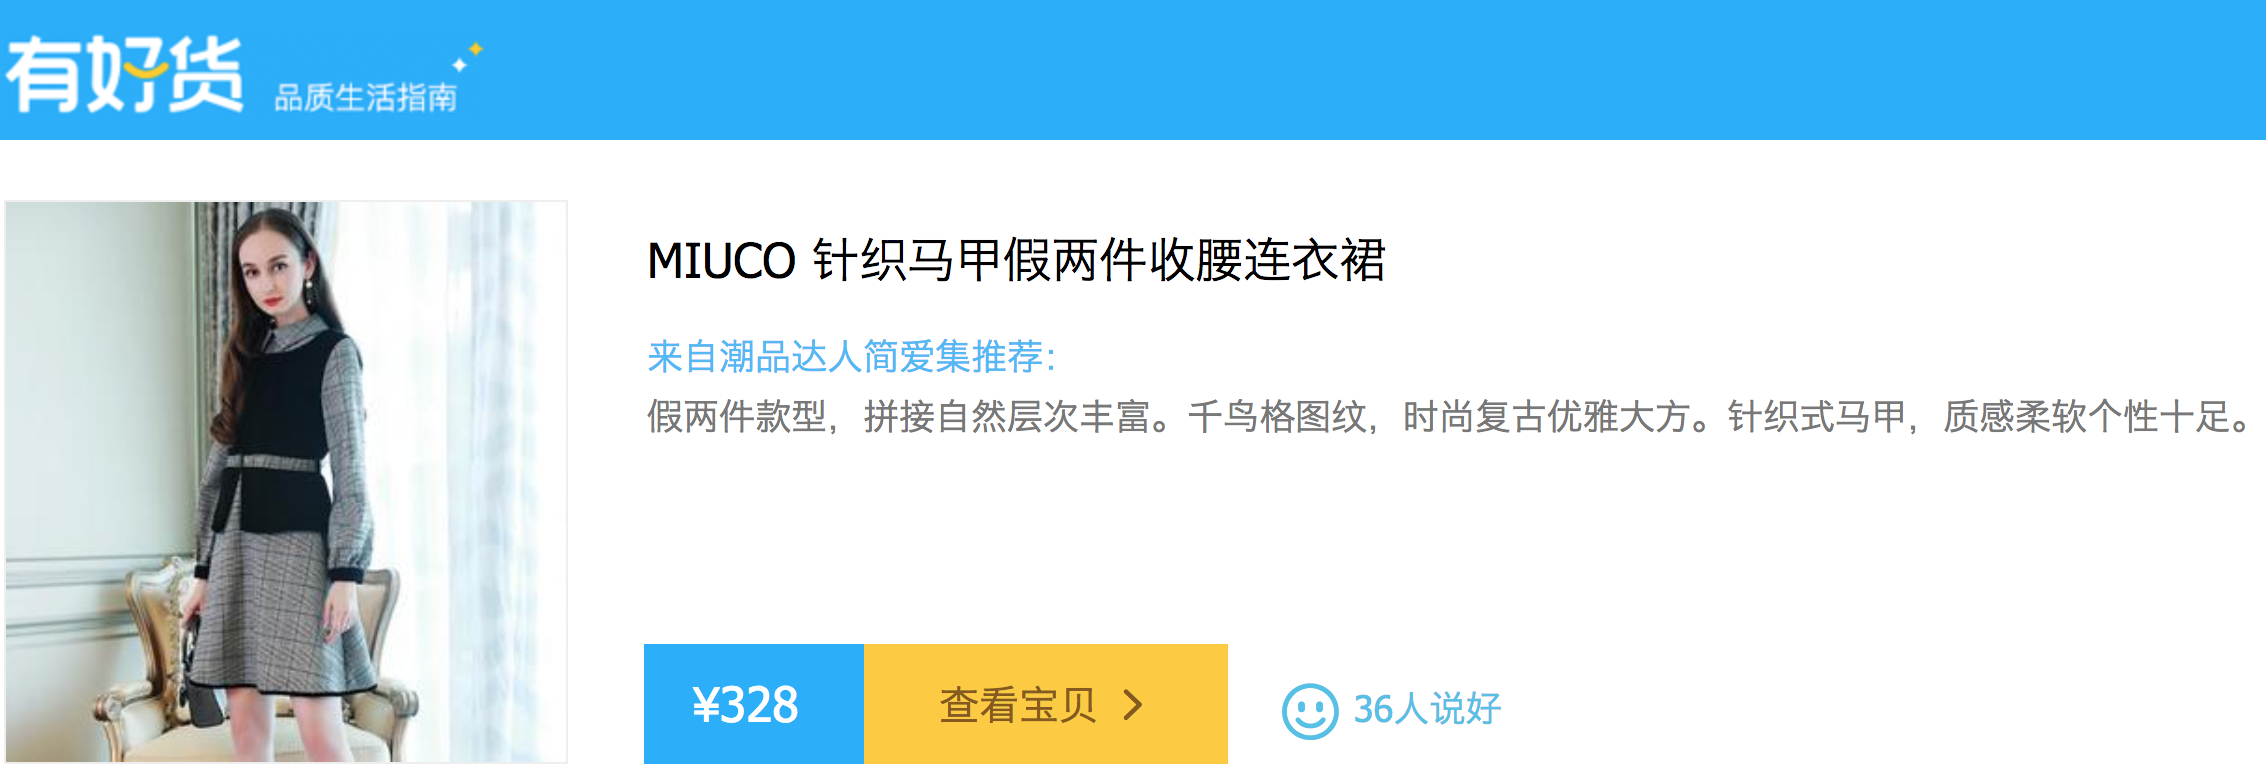 有好货
品质生活指南
MIUCO 针织马甲假两件收腰连衣裙
来自潮品达人简爱集推荐：
假两件款型，拼接自然层次丰富。千鸟格图纹，时尚复古优雅大方。针织式马甲，质感柔软个性十足。
¥328
查看宝贝 >
36人说好